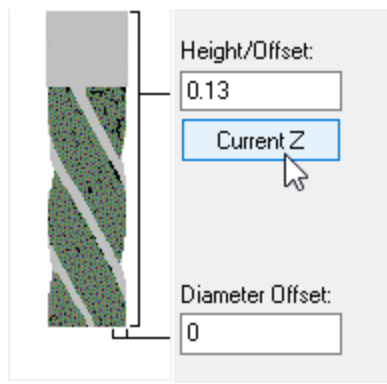 Height/Offset:
0.13
Current Z
Diameter Offset:
0